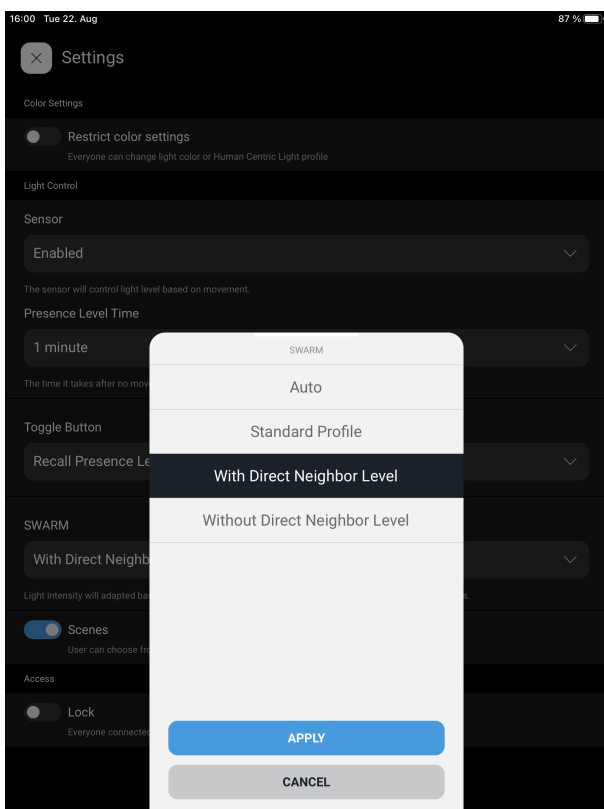 16:00 Tue 22. Aug 87 %
Settings
Color Settings
Restrict color settings
Everyone can change light color or Human Centric Light profile
Light Control
Sensor
Enabled
The sensor will control light level based on movement.
Presence Level Time
1 minute
The time it takes after no mov
Toggle Button
Recall Presence Le
SWARM
With Direct Neighb
Light intensity will adapted ba s.
Scenes
User can choose fro
Access
Lock
Everyone connected
SWARM
Auto
Standard Profile
With Direct Neighbor Level
Without Direct Neighbor Level
APPLY
CANCEL